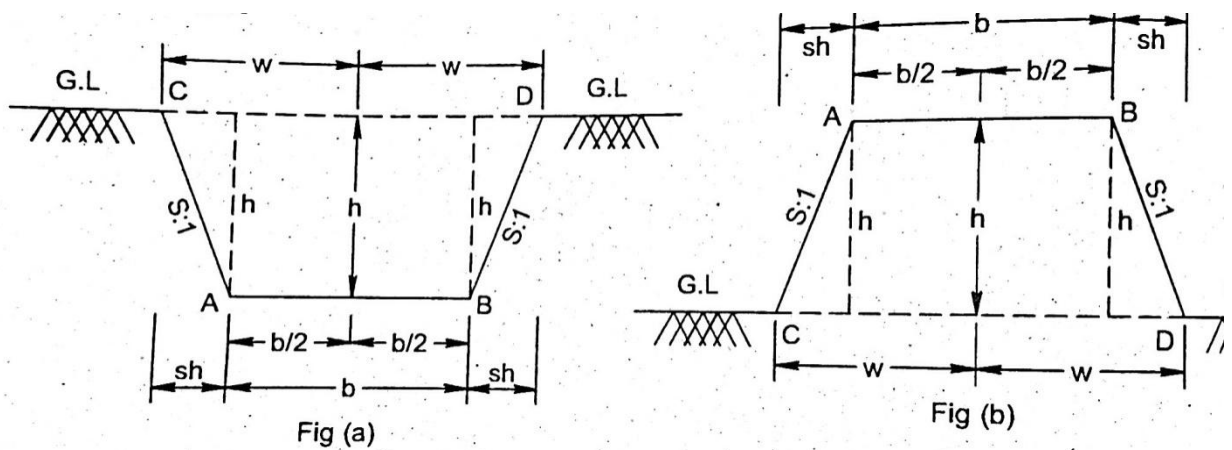 w w
G.L C D G.L
S:1 h h h S:1
A B
b/2 b/2
sh b sh
Fig (a)
b
sh sh
b/2 b/2
A B
S:1 h h h S:1
G.L
C D
w w
Fig (b)